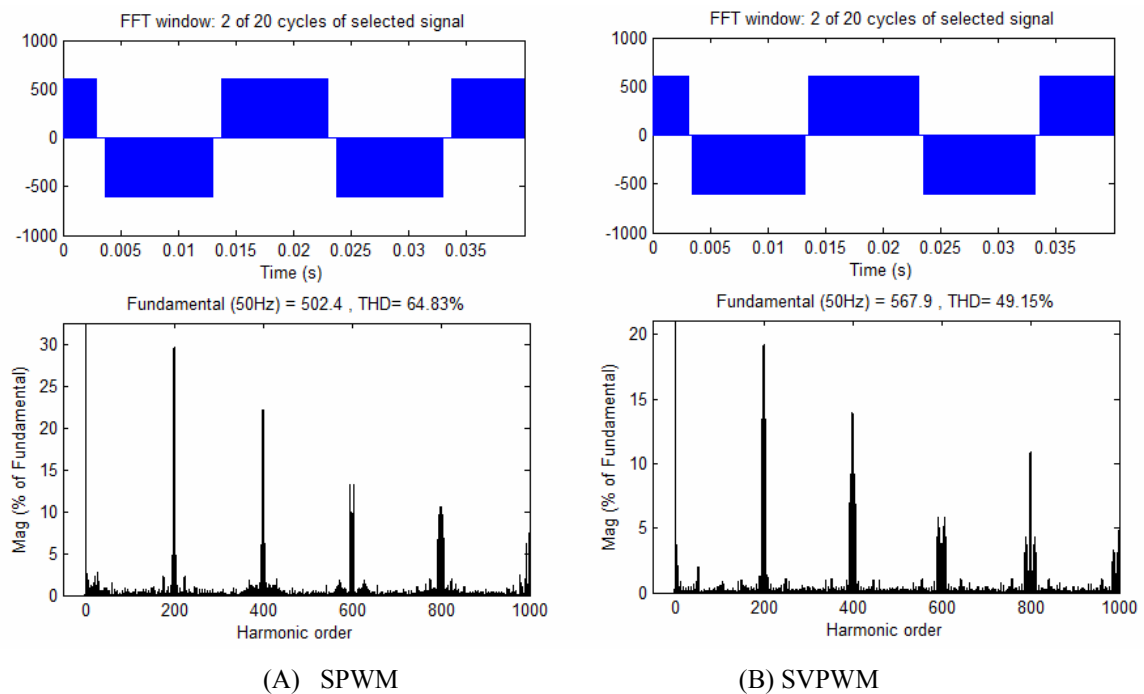 FFT window: 2 of 20 cycles of selected signal
1000
500
0
-500
-1000
0 0.005 0.01 0.015 0.02 0.025 0.03 0.035
Time (s)
Fundamental (50Hz) = 502.4 , THD= 64.83%
Mag (% of Fundamental)
30
25
20
15
10
5
0
0 200 400 600 800 1000
Harmonic order
(A) SPWM
FFT window: 2 of 20 cycles of selected signal
1000
500
0
-500
-1000
0 0.005 0.01 0.015 0.02 0.025 0.03 0.035
Time (s)
Fundamental (50Hz) = 567.9 , THD= 49.15%
Mag (% of Fundamental)
20
15
10
5
0
0 200 400 600 800 1000
Harmonic order
(B) SVPWM